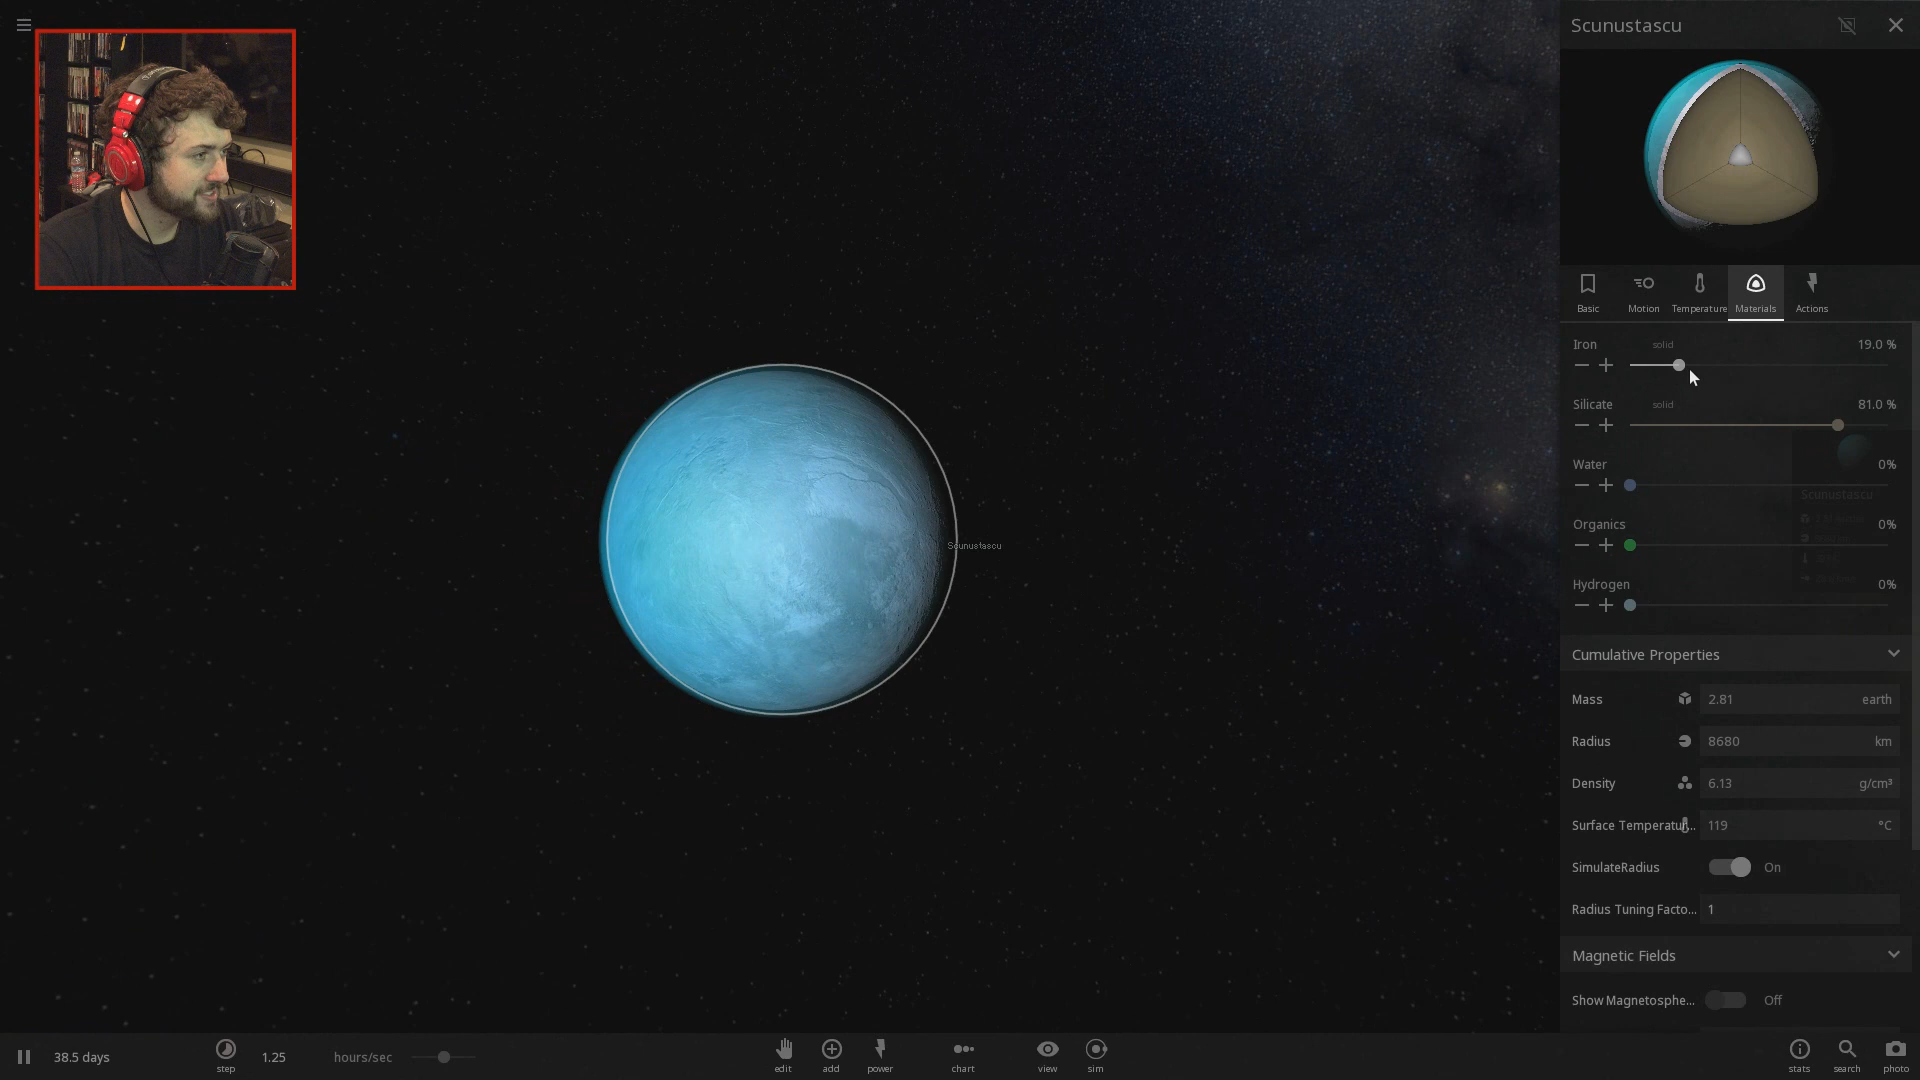 Scunustascu
Basic
Motion
Temperature
Materials
Actions
Iron solid 19.0 %
Silicate solid 81.0 %
Water 0%
Scunustascu
Organics 0%
Scunustascu
Hydrogen 0%
Cumulative Properties
Mass 2.81 earth
Radius 8680 km
Density 6.13 g/cm³
Surface Temperatur... 119 °C
SimulateRadius On
Radius Tuning Facto... 1
Magnetic Fields
Show Magnetosphe... Off
38.5 days
step
1.25 hours/sec
edit
add
power
chart
view
sim
stats
search
photo